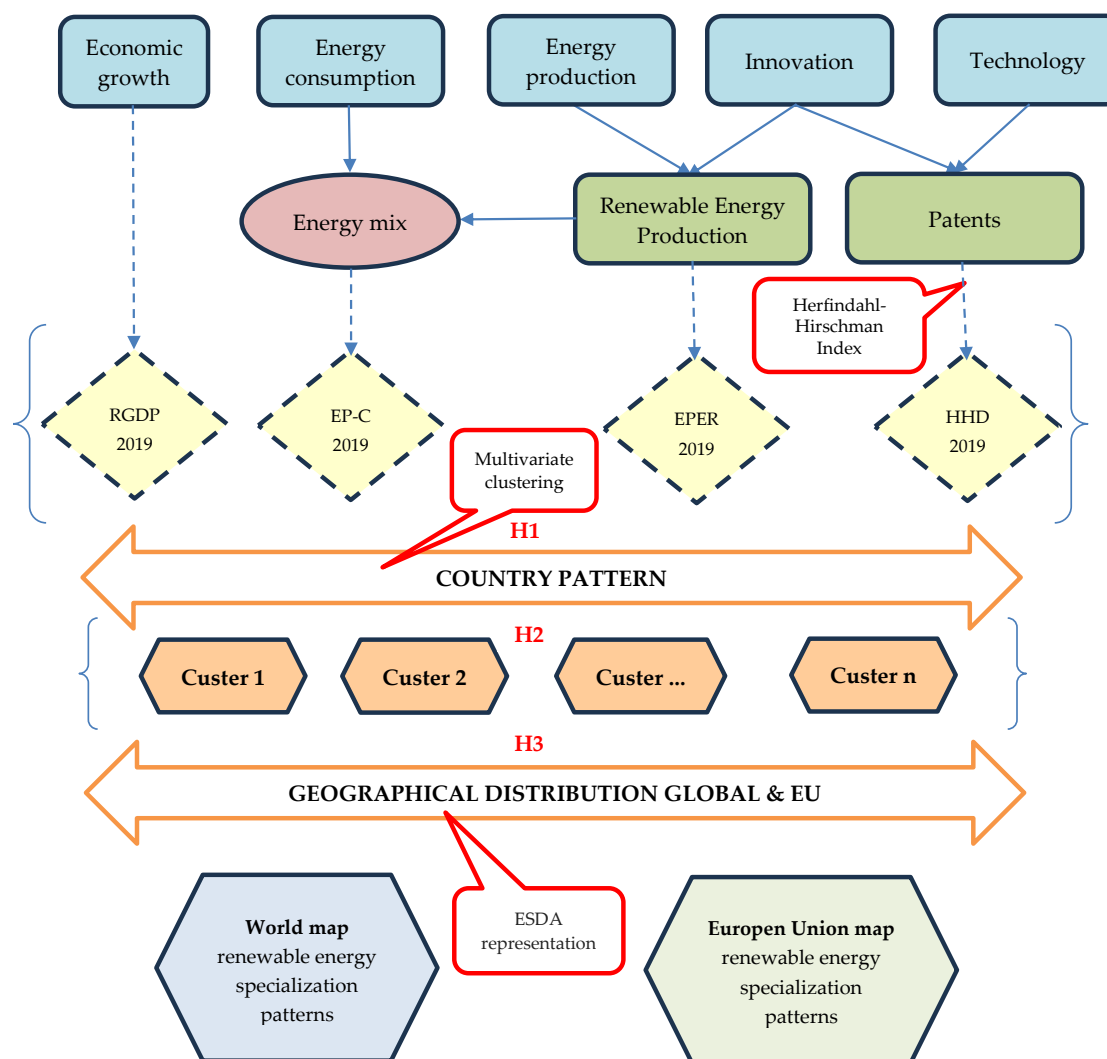 Economic
growth
Energy
consumption
Energy
production
Innovation
Technology
Energy mix
Renewable Energy
Production
Patents
Herfindahl-
Hirschman
Index
RGDP
2019
EP-C
2019
EPER
2019
HHD
2019
Multivariate
clustering
H1
COUNTRY PATTERN
H2
Custer 1
Custer 2
Custer ...
Custer n
H3
GEOGRAPHICAL DISTRIBUTION GLOBAL & EU
World map
renewable energy
specialization
patterns
ESDA
representation
Europen Union map
renewable energy
specialization
patterns